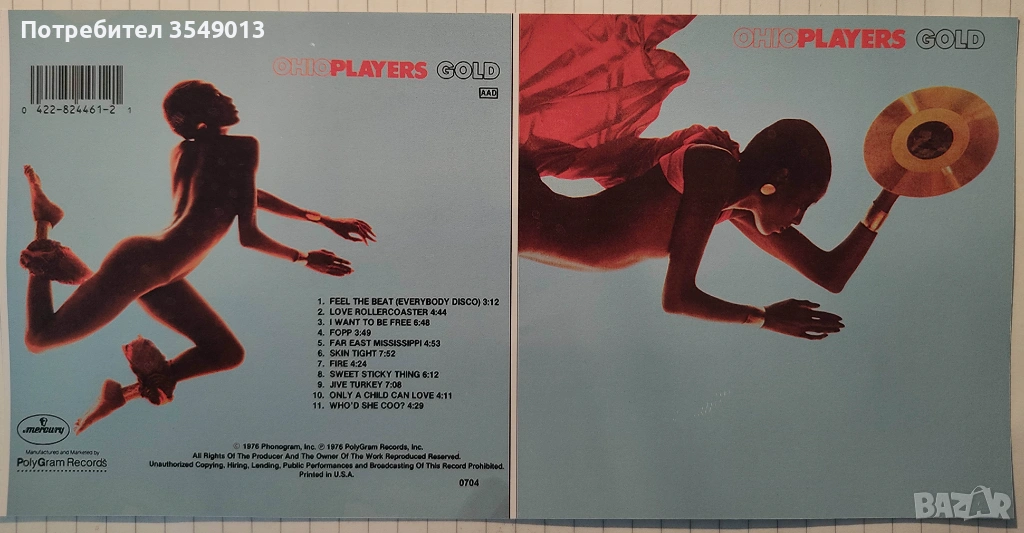 Потребител 3549013
OHIOPLAYERS GOLD
AAD
0 422-824461-2 1
1. FEEL THE BEAT (EVERYBODY DISCO) 3:12
2. LOVE ROLLERCOASTER 4:44
3. I WANT TO BE FREE 6:48
4. FOPP 3:49
5. FAR EAST MISSISSIPPI 4:53
6. SKIN TIGHT 7:52
7. FIRE 4:24
8. SWEET STICKY THING 6:12
9. JIVE TURKEY 7:08
10. ONLY A CHILD CAN LOVE 4:11
11. WHO'D SHE COO? 4:29
mercury
Manufactured and Marketed by
PolyGram Records
© 1976 Phonogram, Inc. ℗ 1976 PolyGram Records, Inc.
All Rights Of The Producer And The Owner Of The Work Reproduced Reserved.
Unauthorized Copying, Hiring, Lending, Public Performances and Broadcasting Of This Record Prohibited.
Printed in U.S.A.
0704
OHIOPLAYERS GOLD
BAZAR